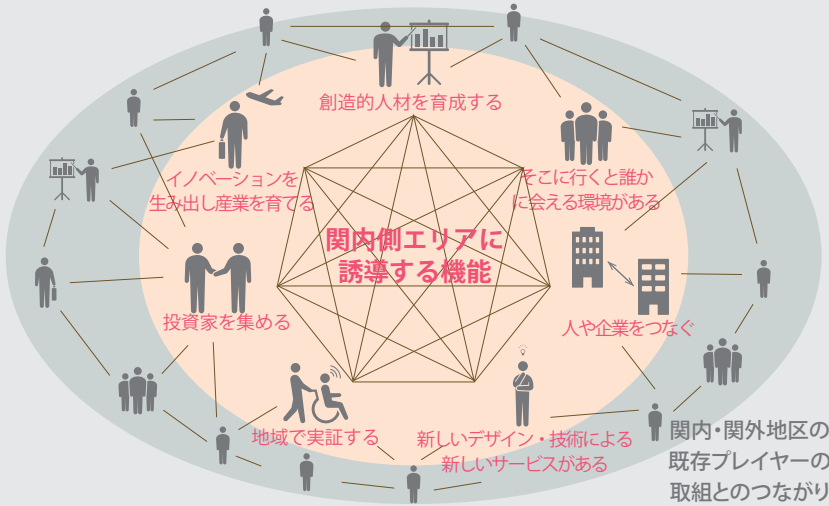 創造的人材を育成する
イノベーションを
生み出し産業を育てる
そこに行くと誰か
に会える環境がある
関内側エリアに
誘導する機能
投資家を集める
人や企業をつなぐ
地域で実証する
新しいデザイン・技術による
新しいサービスがある
関内・関外地区の
既存プレイヤーの
取組とのつながり